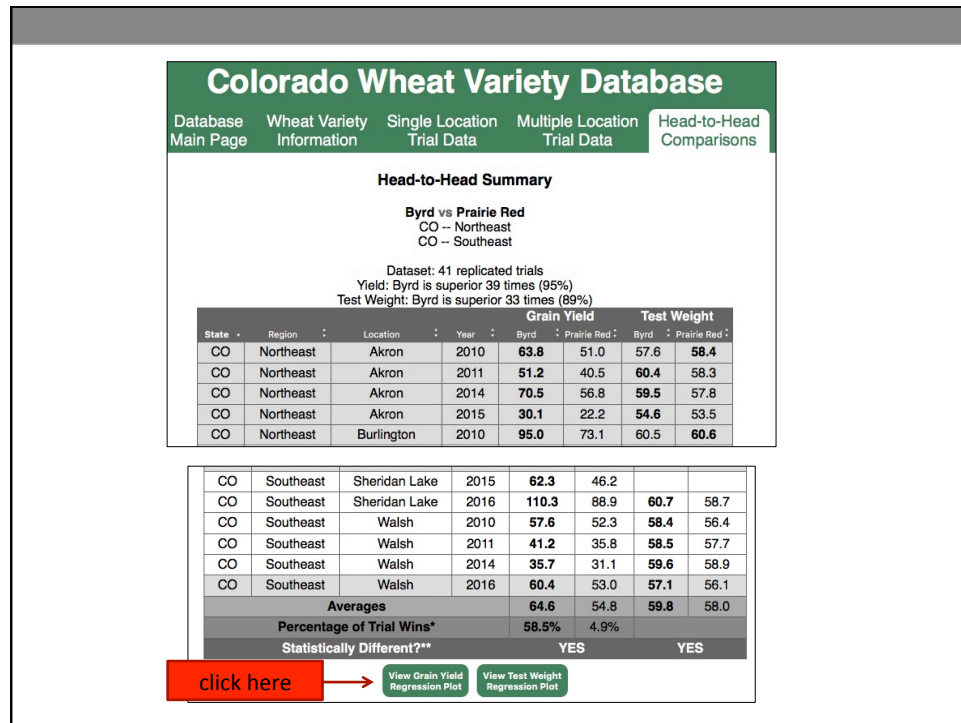 Colorado Wheat Variety Database
Database Main Page Wheat Variety Information Single Location Trial Data Multiple Location Trial Data Head-to-Head Comparisons
Head-to-Head Summary
Byrd vs Prairie Red
CO -- Northeast
CO -- Southeast
Dataset: 41 replicated trials
Yield: Byrd is superior 39 times (95%)
Test Weight: Byrd is superior 33 times (89%)
Grain Yield Test Weight
State Region Location Year Byrd Prairie Red Byrd Prairie Red
CO Northeast Akron 2010 63.8 51.0 57.6 58.4
CO Northeast Akron 2011 51.2 40.5 60.4 58.3
CO Northeast Akron 2014 70.5 56.8 59.5 57.8
CO Northeast Akron 2015 30.1 22.2 54.6 53.5
CO Northeast Burlington 2010 95.0 73.1 60.5 60.6
CO Southeast Sheridan Lake 2015 62.3 46.2
CO Southeast Sheridan Lake 2016 110.3 88.9 60.7 58.7
CO Southeast Walsh 2010 57.6 52.3 58.4 56.4
CO Southeast Walsh 2011 41.2 35.8 58.5 57.7
CO Southeast Walsh 2014 35.7 31.1 59.6 58.9
CO Southeast Walsh 2016 60.4 53.0 57.1 56.1
Averages 64.6 54.8 59.8 58.0
Percentage of Trial Wins* 58.5% 4.9%
Statistically Different?** YES YES
click here
View Grain Yield
Regression Plot
View Test Weight
Regression Plot